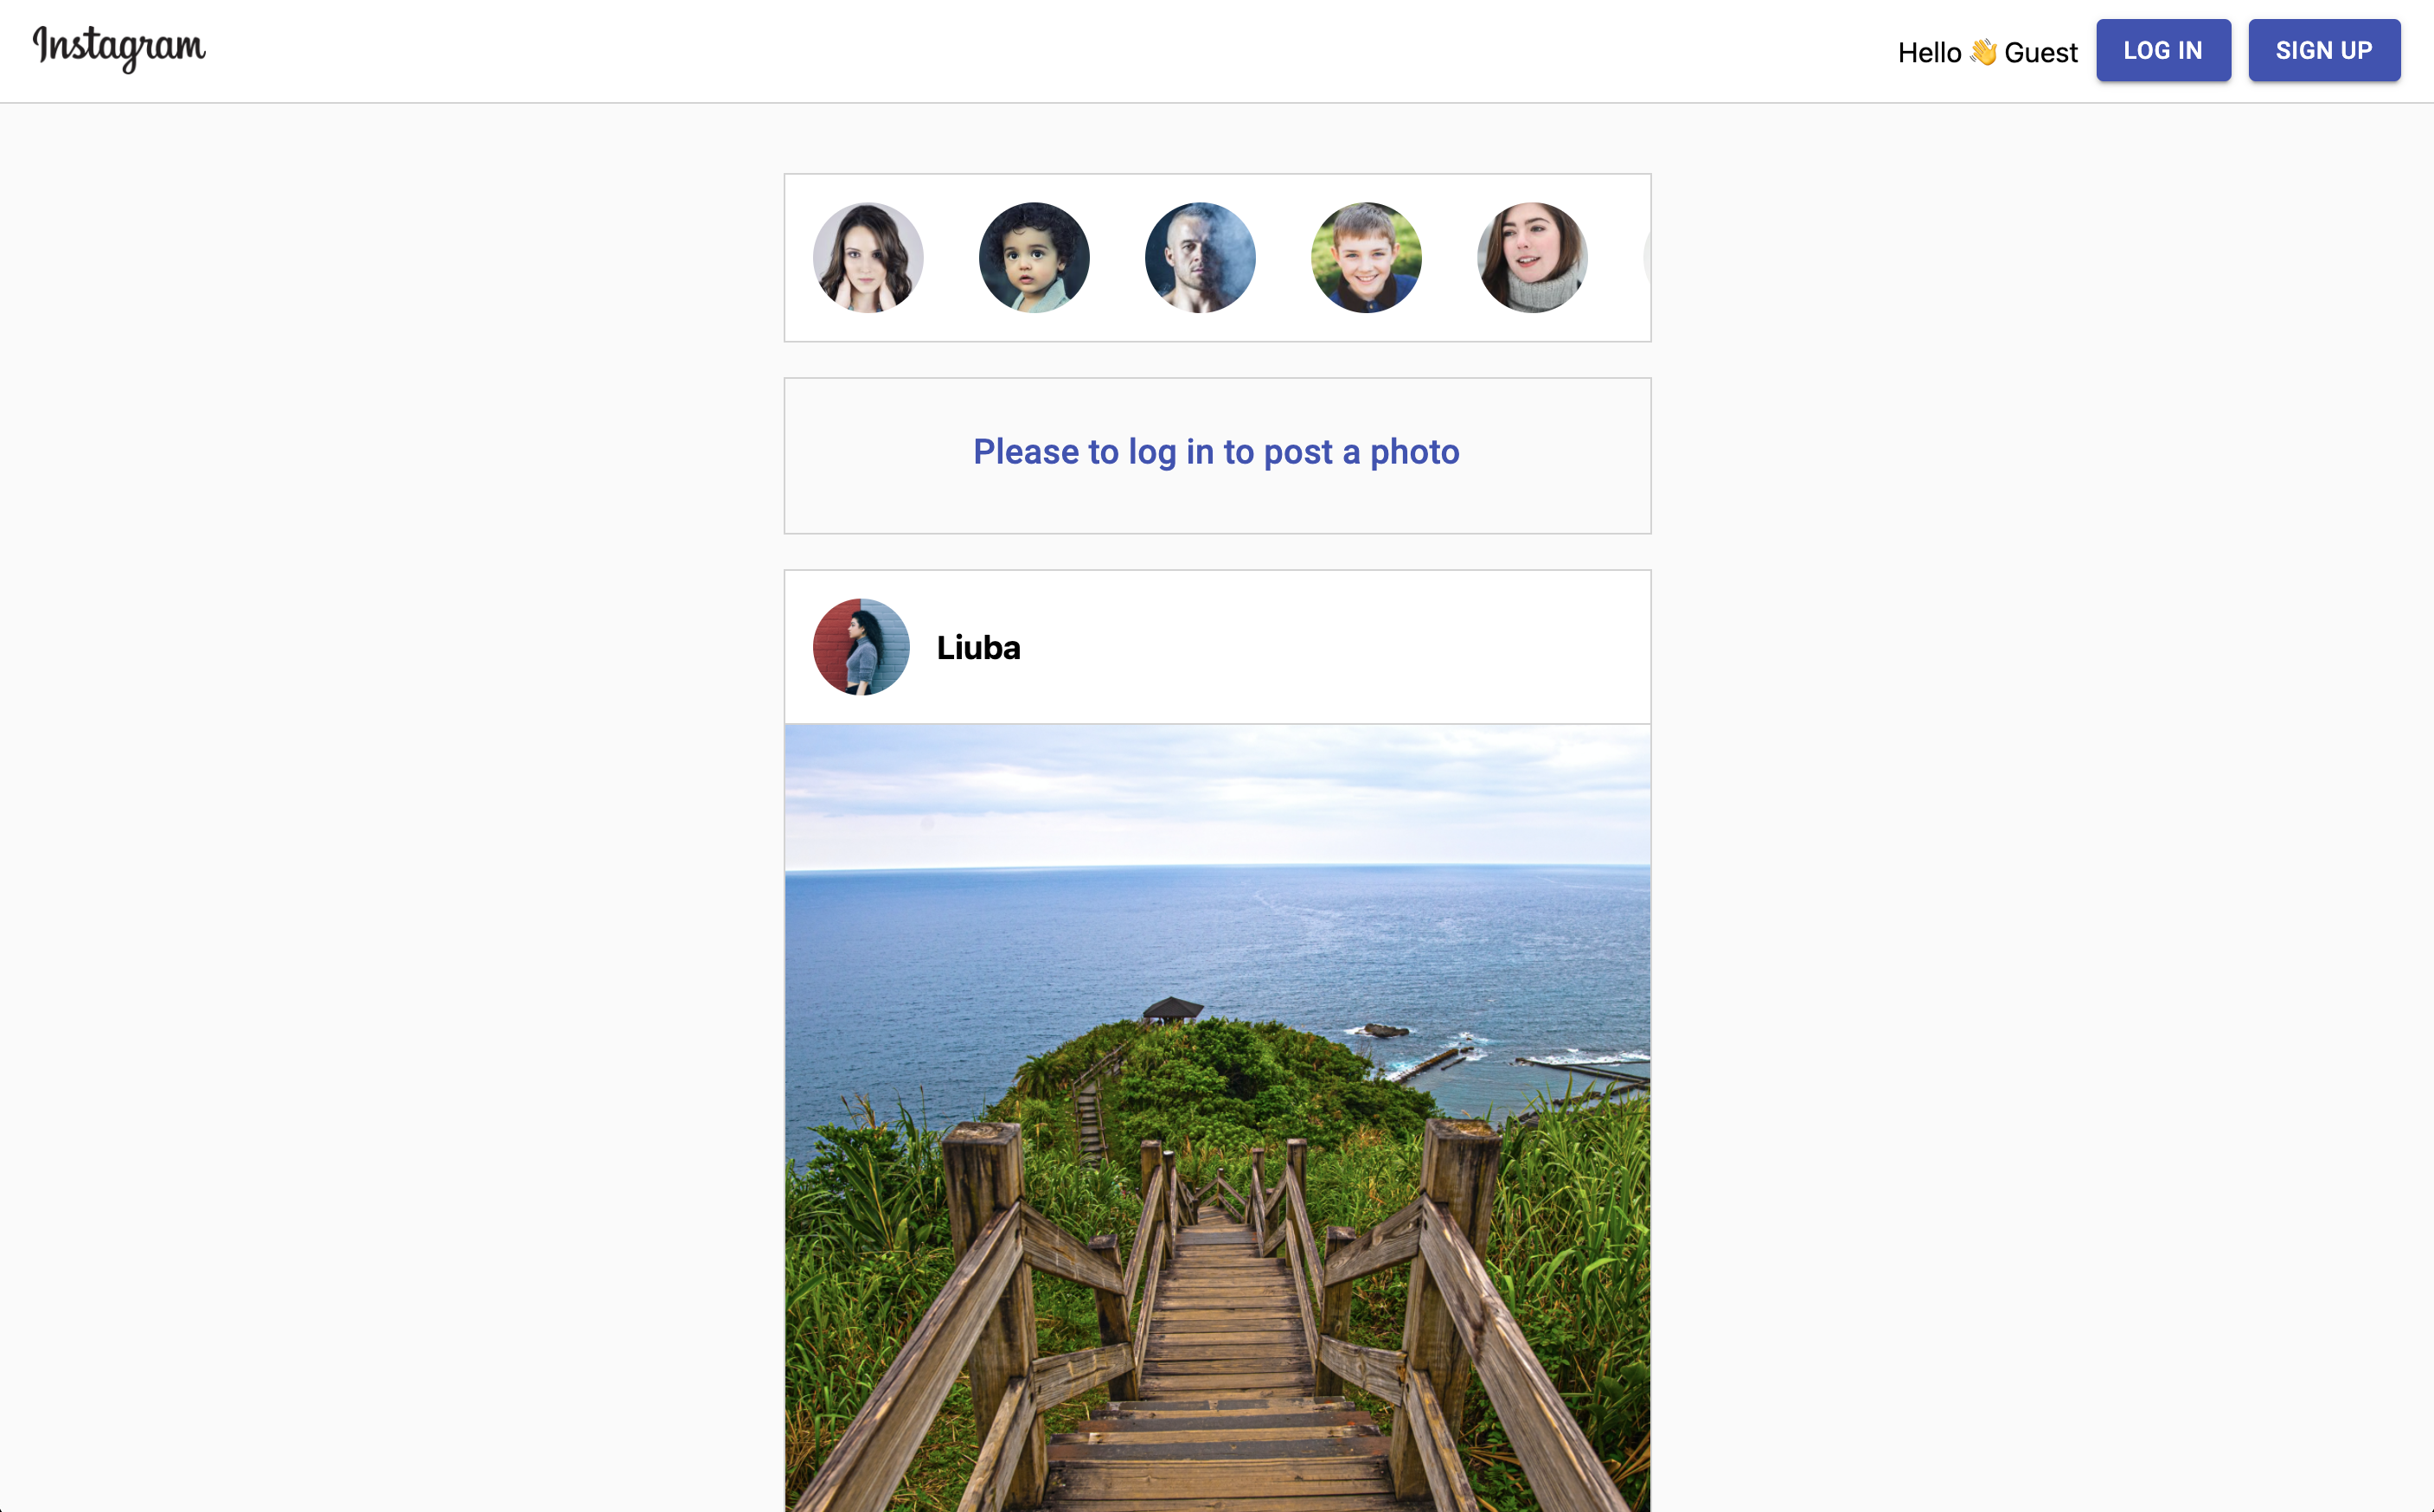 Instagram
Hello 👋 Guest
LOG IN
SIGN UP
Please to log in to post a photo
Liuba